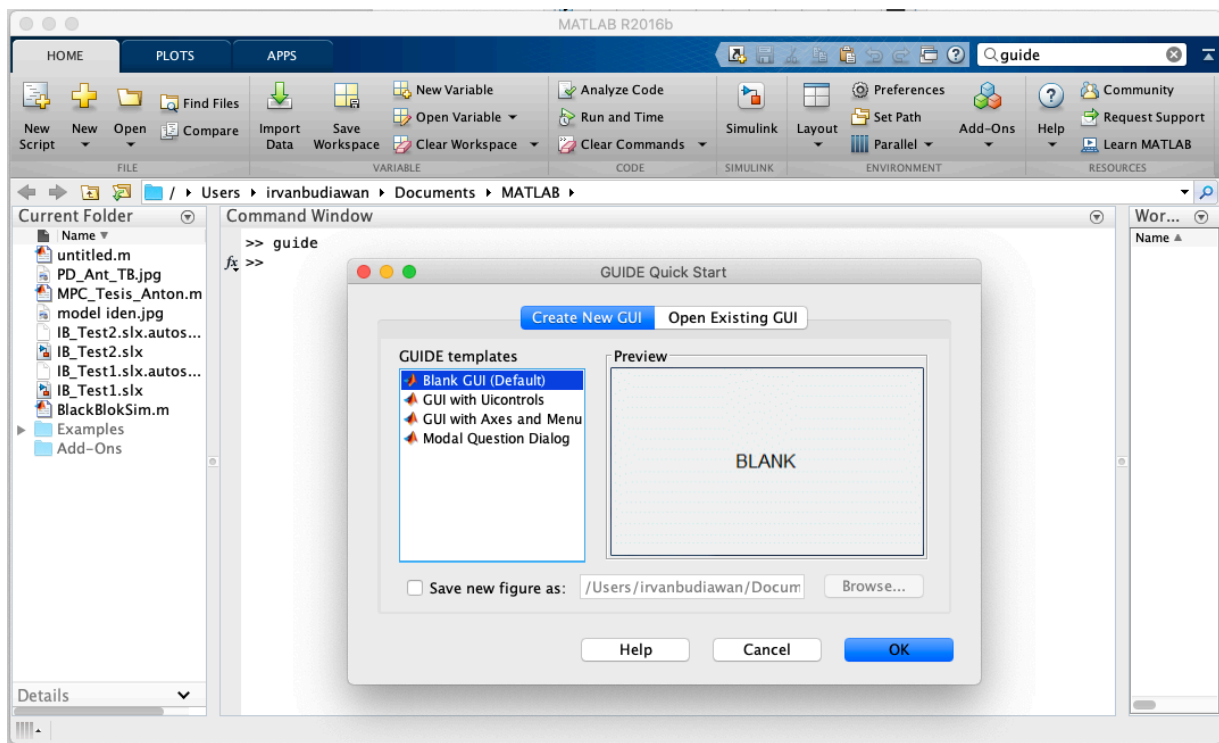 MATLAB R2016b
HOME PLOTS APPS guide
New Script
New
Open
Find Files
Compare
FILE
Import Data
Save Workspace
New Variable
Open Variable
Clear Workspace
VARIABLE
Analyze Code
Run and Time
Clear Commands
CODE
Simulink
SIMULINK
Layout
Preferences
Set Path
Parallel
Add-Ons
ENVIRONMENT
Help
Community
Request Support
Learn MATLAB
RESOURCES
/ Users irvanbudiawan Documents MATLAB
Current Folder
Name
untitled.m
PD_Ant_TB.jpg
MPC_Tesis_Anton.m
model iden.jpg
IB_Test2.slx.autos...
IB_Test2.slx
IB_Test1.slx.autos...
IB_Test1.slx
BlackBlokSim.m
Examples
Add-Ons
Details
Command Window
>> guide
fx >>
Wor...
Name
GUIDE Quick Start
Create New GUI Open Existing GUI
GUIDE templates
Blank GUI (Default)
GUI with Uicontrols
GUI with Axes and Menu
Modal Question Dialog
Preview
BLANK
Save new figure as: /Users/irvanbudiawan/Docum Browse...
Help Cancel OK